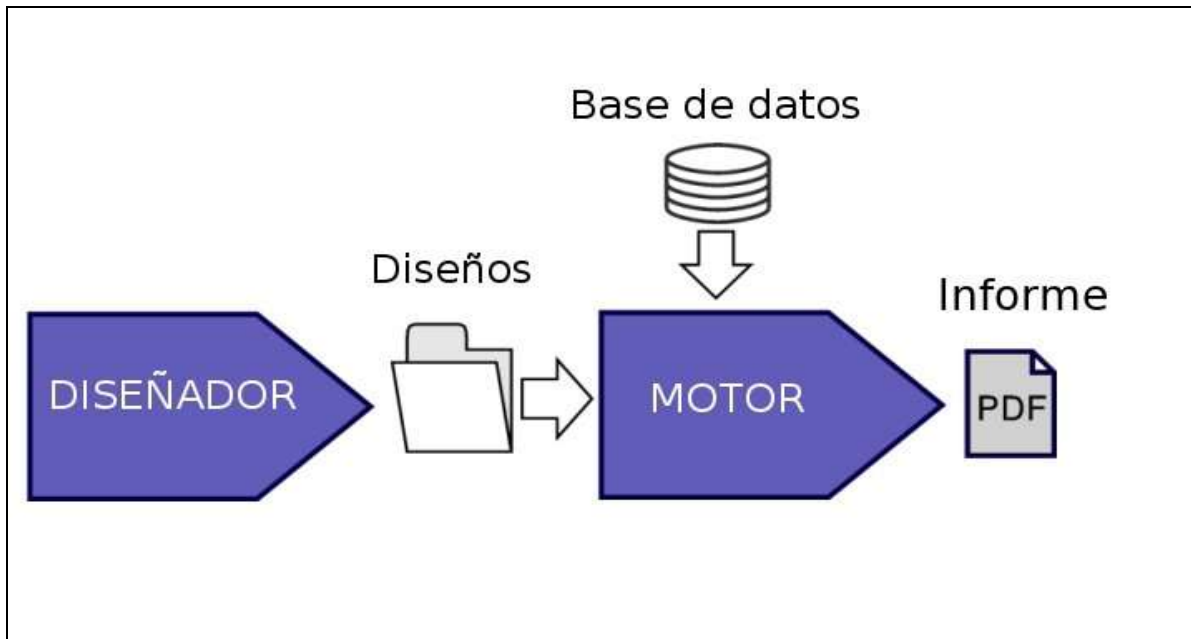 Base de datos
Diseños
Informe
DISEÑADOR
MOTOR
PDF